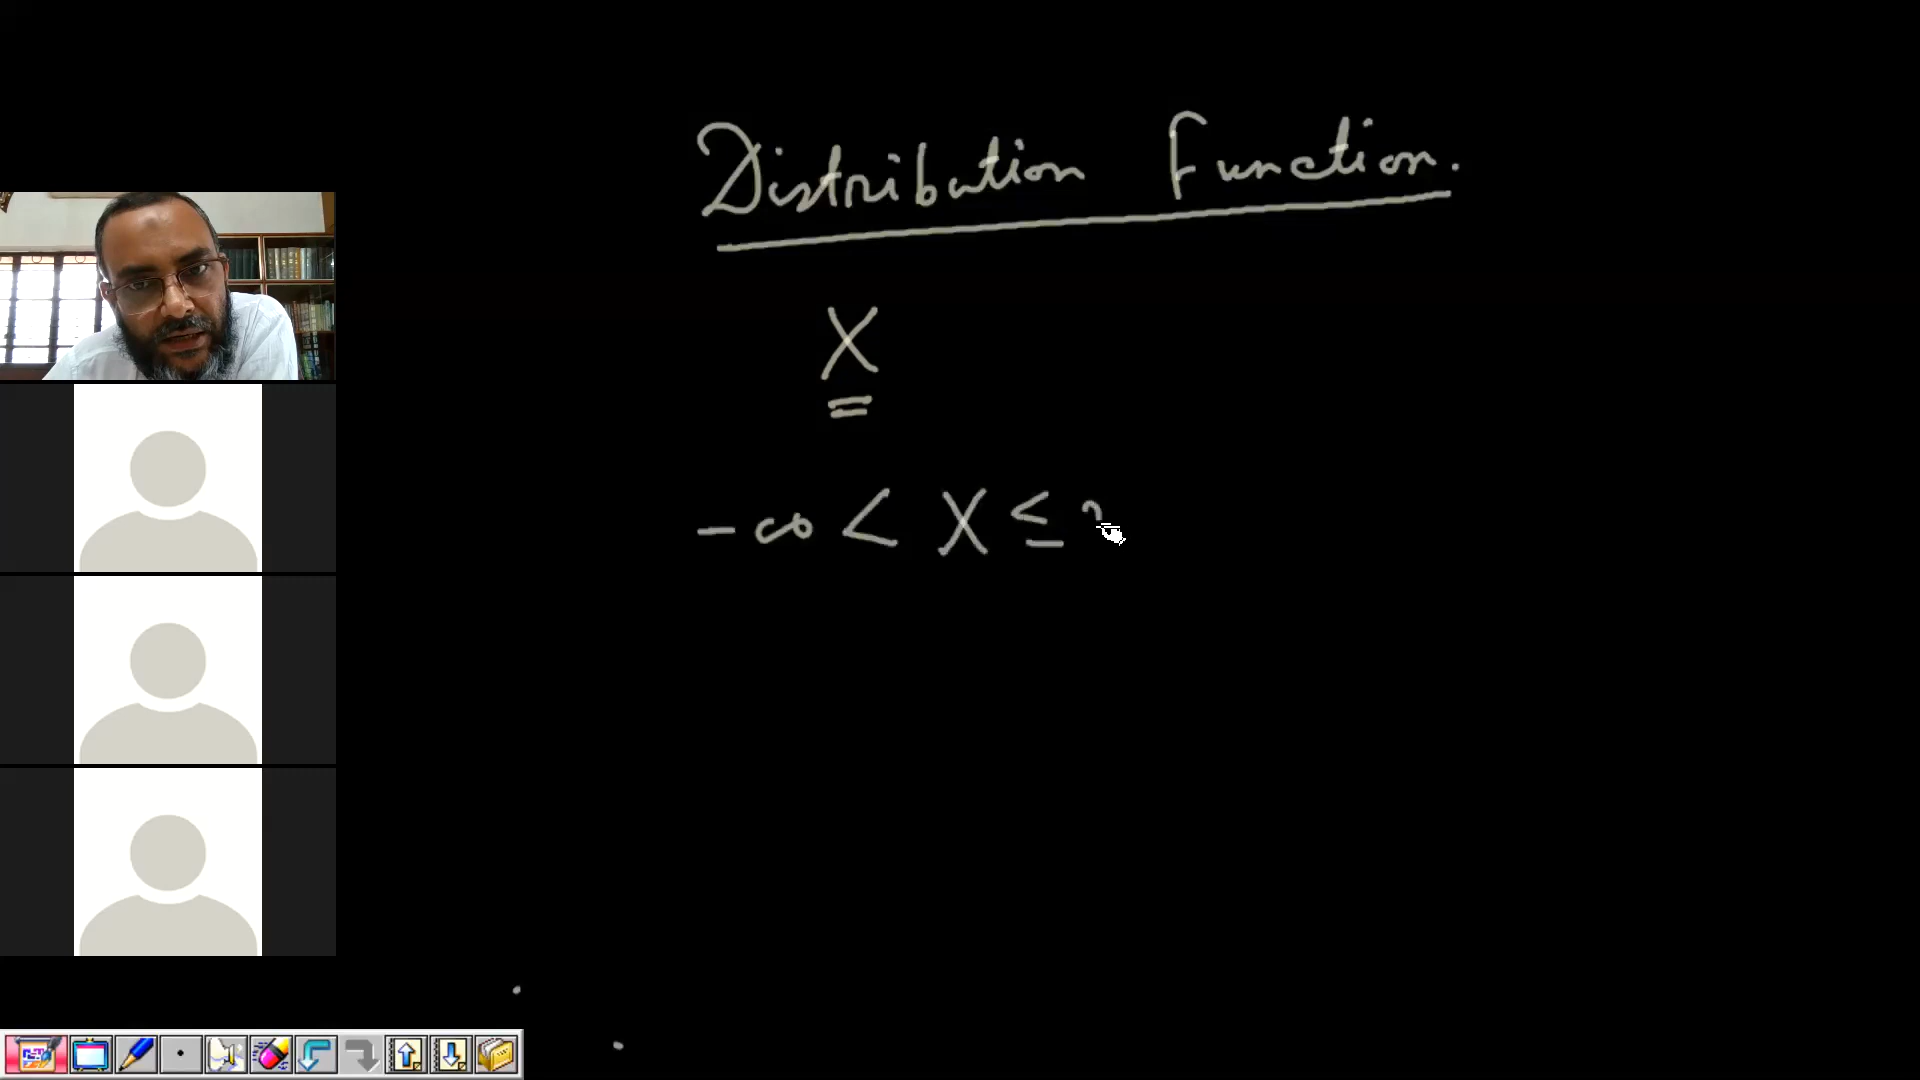 Distribution Function.
X
-∞ < X ≤